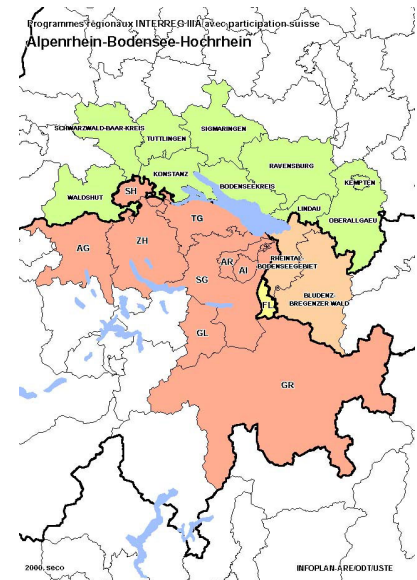 Programmes régionaux INTERREG IIIA avec participation suisse
Alpenrhein-Bodensee-Hochrhein
SCHWARZWALD-BAAR-KREIS
TUTTLINGEN
SIGMARINGEN
KONSTANZ
RAVENSBURG
KEMPTEN
BODENSEEKREIS
WALDSHUT
SH
LINDAU
OBERALLGAEU
TG
AG
ZH
AR
AI
RHEINTAL-
BODENSEEGEBIET
SG
BLUDENZ-
BREGENZER WALD
FL
GL
GR
2000, seco
INFOPLAN-ARE/ODT/USTE